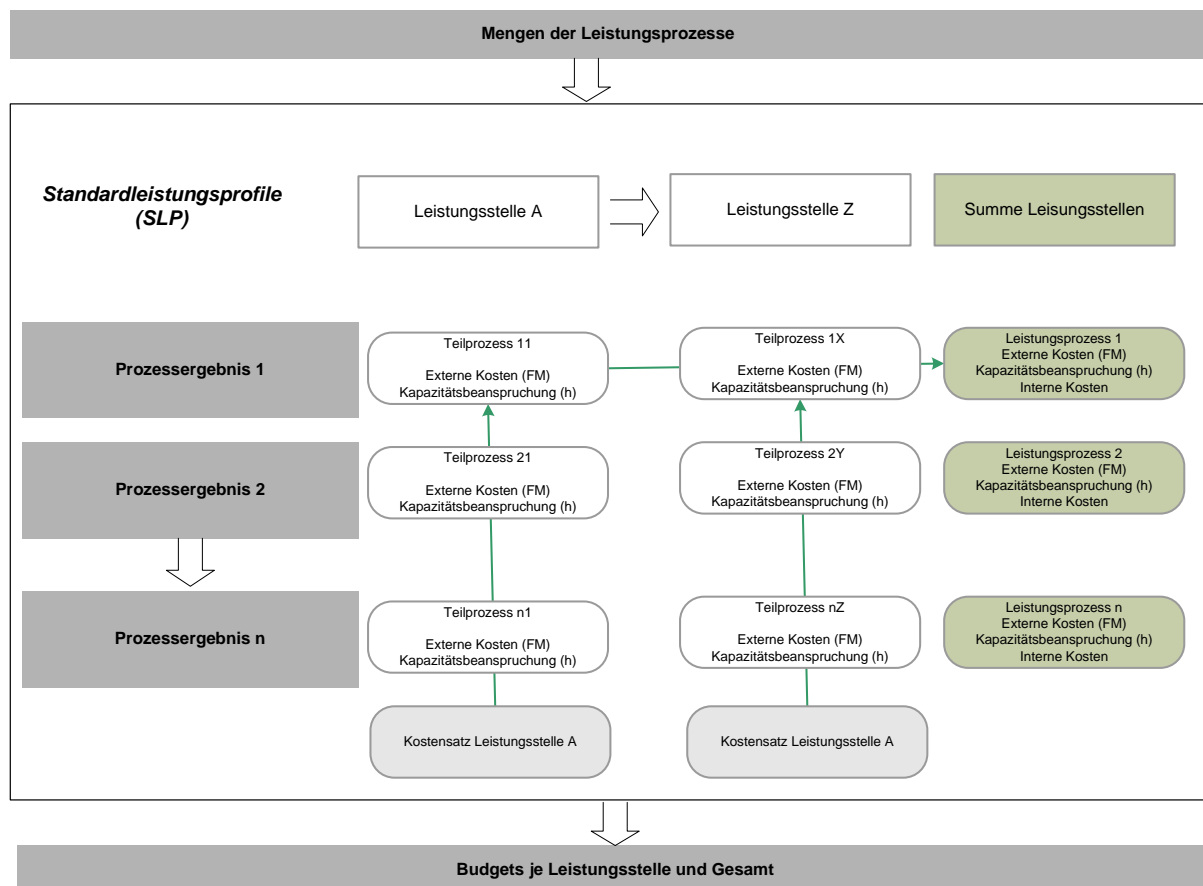 Mengen der Leistungsprozesse
Standardleistungsprofile
(SLP)
Leistungsstelle A
Leistungsstelle Z
Summe Leisungsstellen
Prozessergebnis 1
Teilprozess 11
Externe Kosten (FM)
Kapazitätsbeanspruchung (h)
Teilprozess 1X
Externe Kosten (FM)
Kapazitätsbeanspruchung (h)
Leistungsprozess 1
Externe Kosten (FM)
Kapazitätsbeanspruchung (h)
Interne Kosten
Prozessergebnis 2
Teilprozess 21
Externe Kosten (FM)
Kapazitätsbeanspruchung (h)
Teilprozess 2Y
Externe Kosten (FM)
Kapazitätsbeanspruchung (h)
Leistungsprozess 2
Externe Kosten (FM)
Kapazitätsbeanspruchung (h)
Interne Kosten
Prozessergebnis n
Teilprozess n1
Externe Kosten (FM)
Kapazitätsbeanspruchung (h)
Teilprozess nZ
Externe Kosten (FM)
Kapazitätsbeanspruchung (h)
Leistungsprozess n
Externe Kosten (FM)
Kapazitätsbeanspruchung (h)
Interne Kosten
Kostensatz Leistungsstelle A
Kostensatz Leistungsstelle A
Budgets je Leistungsstelle und Gesamt